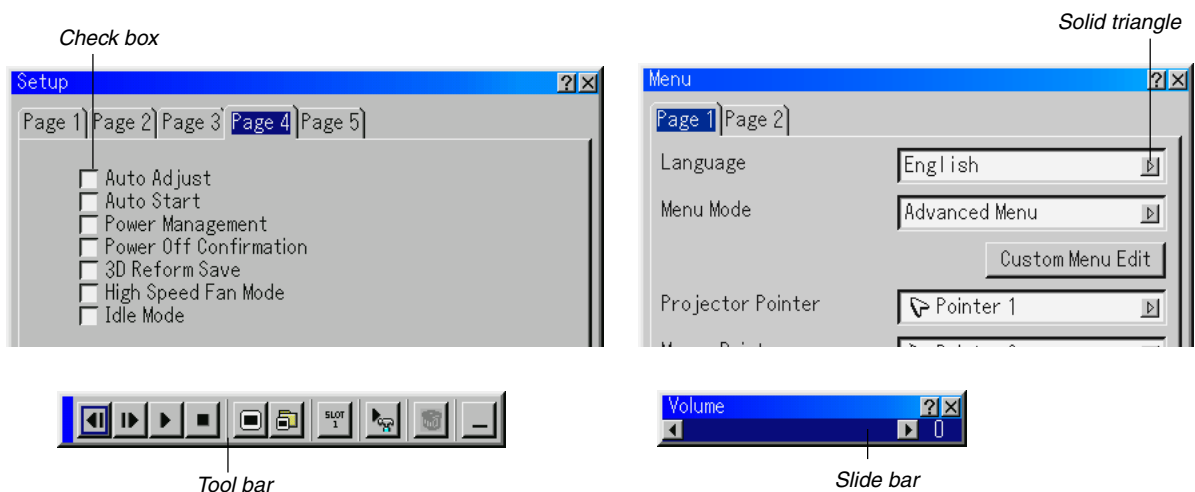 Check box
Solid triangle
Setup
Page 1 Page 2 Page 3 Page 4 Page 5
Auto Adjust
Auto Start
Power Management
Power Off Confirmation
3D Reform Save
High Speed Fan Mode
Idle Mode
Menu
Page 1 Page 2
Language English
Menu Mode Advanced Menu
Custom Menu Edit
Projector Pointer Pointer 1
SLOT
1
Tool bar
Volume
0
Slide bar